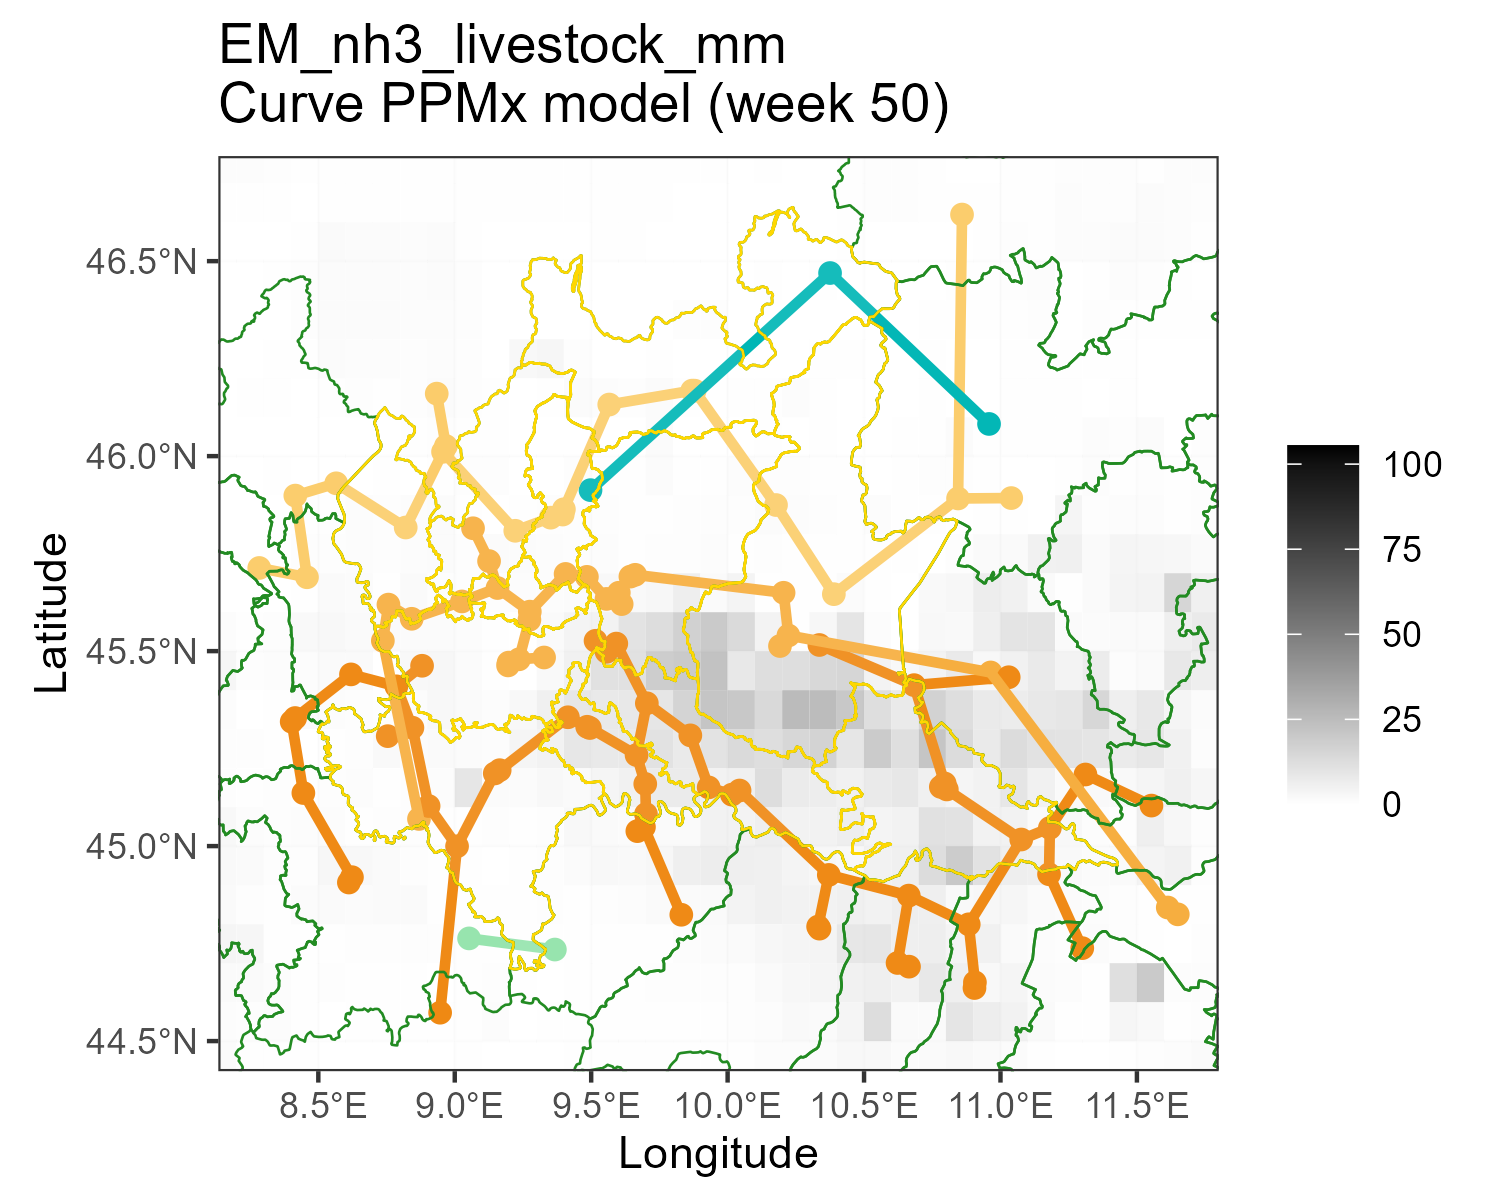 EM_nh3_livestock_mm
Curve PPMx model (week 50)
46.5°N
46.0°N
45.5°N
45.0°N
44.5°N
Latitude
8.5°E
9.0°E
9.5°E
10.0°E
10.5°E
11.0°E
11.5°E
Longitude
100
75
50
25
0